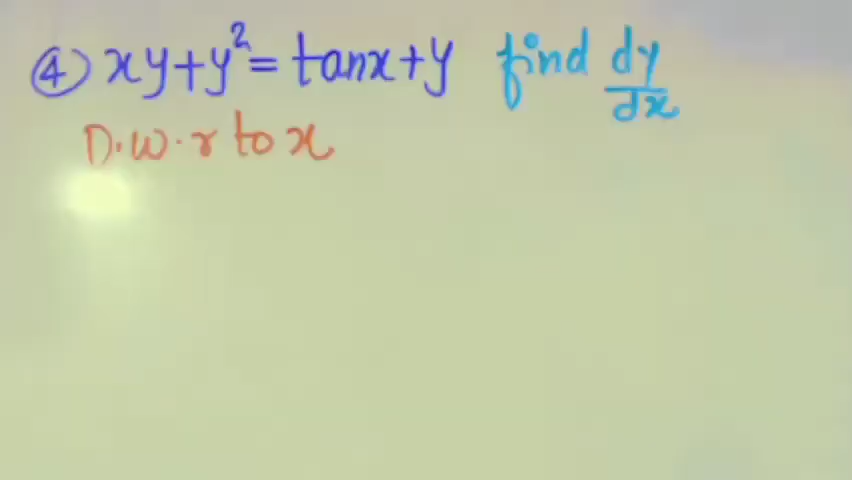 ④ xy+y²= tanx+y find dy/dx
D.w.r to x